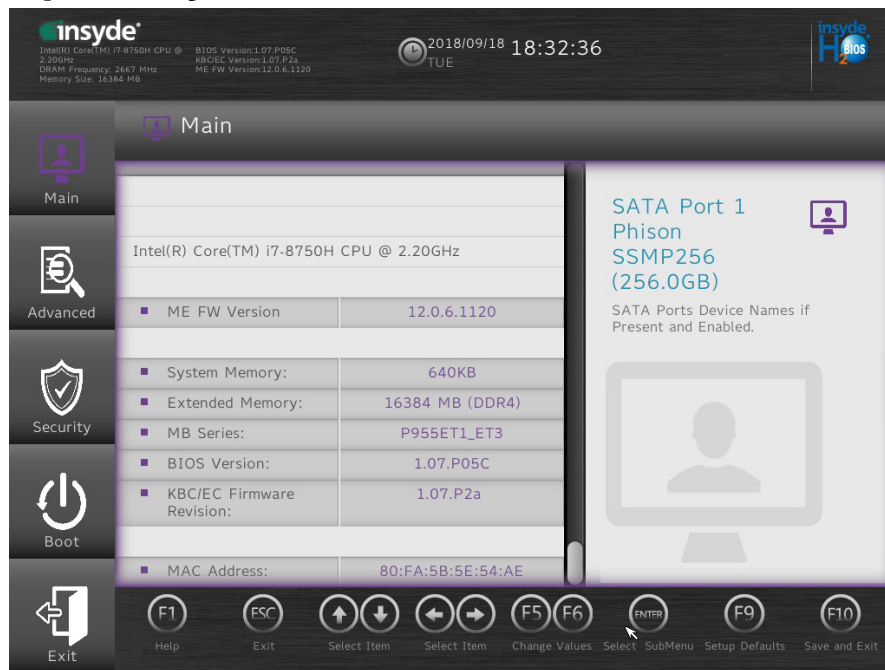 insyde®
Intel(R) Core(TM) i7-8750H CPU @
2.20GHz
DRAM Frequency: 2667 MHz
Memory Size: 16384 MB
BIOS Version:1.07.P05C
KBC/EC Version:1.07.P2a
ME FW Version:12.0.6.1120
2018/09/18 18:32:36
TUE
insyde
H2O BIOS
Main
Main
Advanced
Security
Boot
Exit
Intel(R) Core(TM) i7-8750H CPU @ 2.20GHz
ME FW Version 12.0.6.1120
System Memory: 640KB
Extended Memory: 16384 MB (DDR4)
MB Series: P955ET1_ET3
BIOS Version: 1.07.P05C
KBC/EC Firmware 1.07.P2a
Revision:
MAC Address: 80:FA:5B:5E:54:AE
SATA Port 1
Phison
SSMP256
(256.0GB)
SATA Ports Device Names if
Present and Enabled.
F1 ESC F5 F6 ENTER F9 F10
Help Exit Select Item Select Item Change Values Select SubMenu Setup Defaults Save and Exit